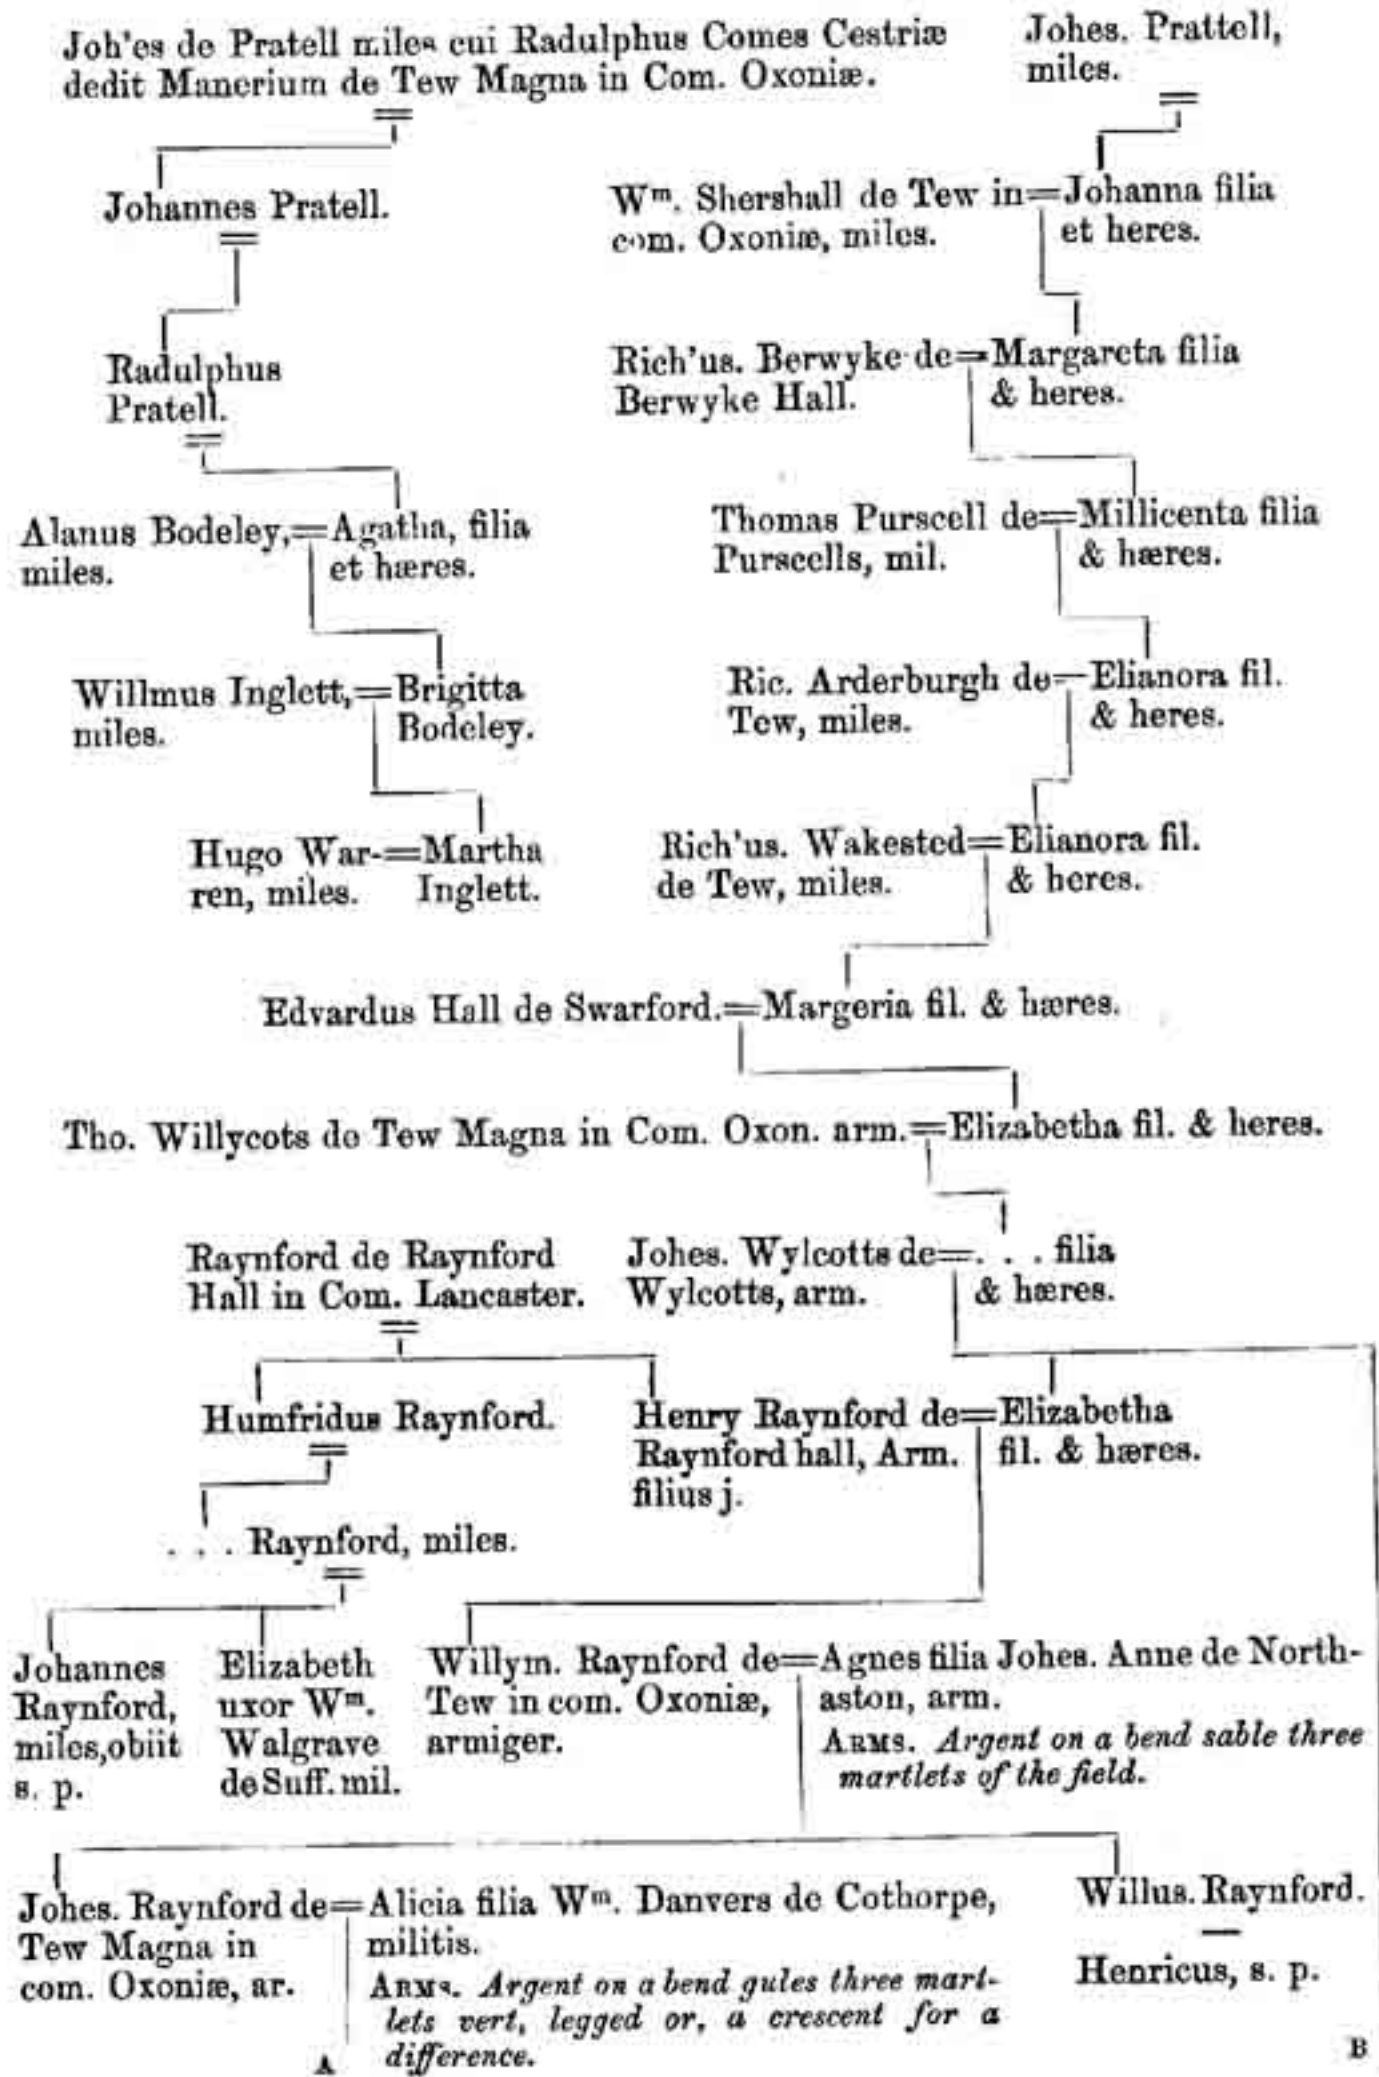 Joh'es de Pratell miles cui Radulphus Comes Cestriæ
dedit Manerium de Tew Magna in Com. Oxoniæ.
Johes. Prattell,
miles.
Johannes Pratell.
Wm. Shershall de Tew in=Johanna filia
com. Oxoniæ, miles. et heres.
Radulphus
Pratell.
Rich'us. Berwyke de=Margareta filia
Berwyke Hall. & heres.
Alanus Bodeley,=Agatha, filia
miles. et hæres.
Thomas Purscell de=Millicenta filia
Purscells, mil. & hæres.
Willmus Inglett,=Brigitta
miles. Bodeley.
Ric. Arderburgh de=Elianora fil.
Tew, miles. & heres.
Hugo War-=Martha
ren, miles. Inglett.
Rich'us. Wakested=Elianora fil.
de Tew, miles. & heres.
Edvardus Hall de Swarford.=Margeria fil. & hæres.
Tho. Willycots de Tew Magna in Com. Oxon. arm.=Elizabetha fil. & heres.
Raynford de Raynford
Hall in Com. Lancaster.
Johes. Wylcotts de=. . . filia
Wylcotts, arm. & hæres.
Humfridus Raynford.
Henry Raynford de=Elizabetha
Raynford hall, Arm. fil. & hæres.
filius j.
. . . Raynford, miles.
Johannes
Raynford,
miles, obiit
s. p.
Elizabeth
uxor Wm.
Walgrave
de Suff. mil.
Willym. Raynford de=Agnes filia Johes. Anne de North-
Tew in com. Oxoniæ, aston, arm.
armiger. ARMS. Argent on a bend sable three
martlets of the field.
Johes. Raynford de=Alicia filia Wm. Danvers de Cothorpe,
Tew Magna in militis.
com. Oxoniæ, ar. ARMS. Argent on a bend gules three mart-
lets vert, legged or, a crescent for a
difference.
Willus. Raynford.
—
Henricus, s. p.
A
B